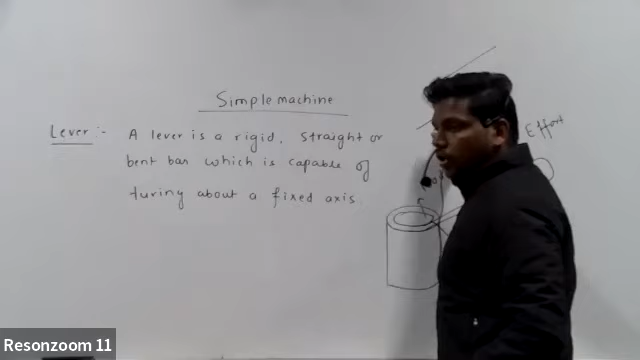 Simple machine
Lever :- A lever is a rigid, straight or
bent bar which is capable of
turing about a fixed axis.
Effort
Resonzoom 11